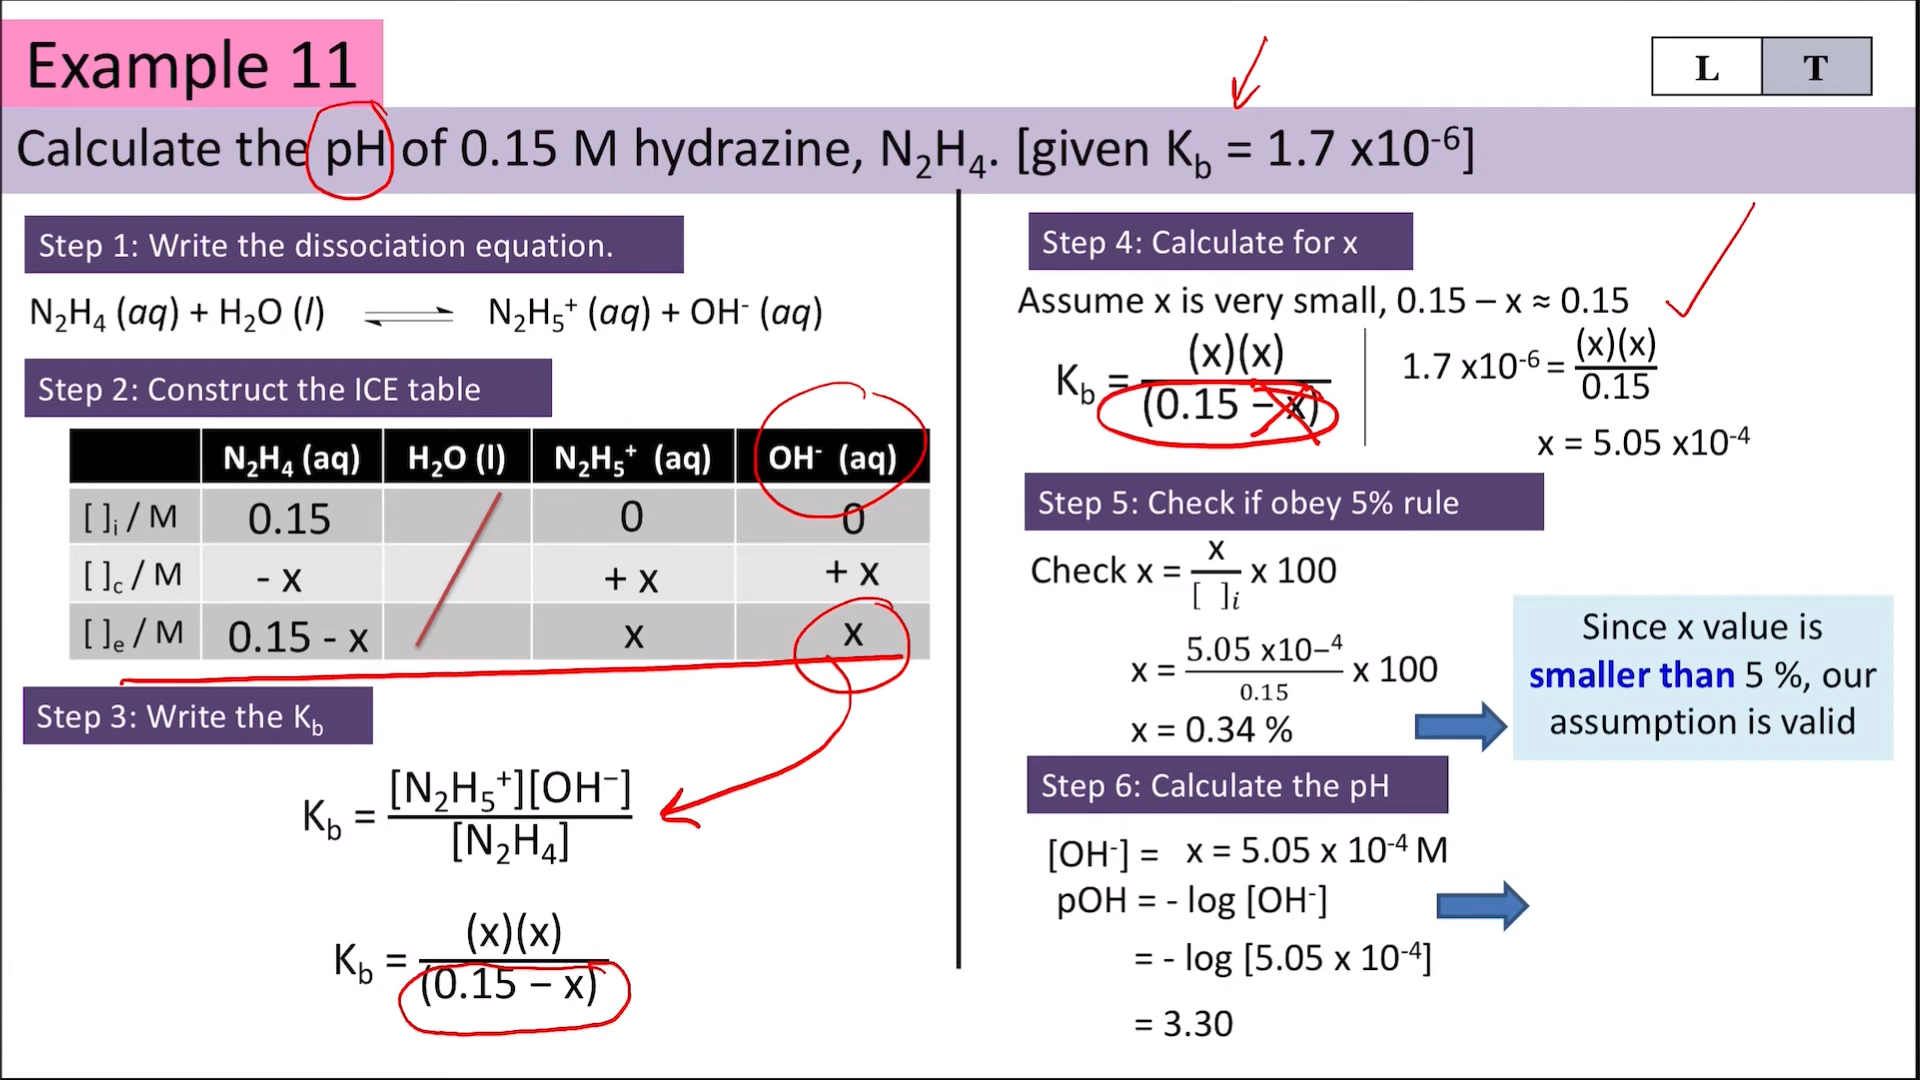 Example 11
L T
Calculate the pH of 0.15 M hydrazine, N₂H₄. [given K_b = 1.7 x10⁻⁶]
Step 1: Write the dissociation equation.
N₂H₄ (aq) + H₂O (l) ⇌ N₂H₅⁺ (aq) + OH⁻ (aq)
Step 2: Construct the ICE table
N₂H₄ (aq) H₂O (l) N₂H₅⁺ (aq) OH⁻ (aq)
[ ]ᵢ / M 0.15 0 0
[ ]_c / M - x + x + x
[ ]ₑ / M 0.15 - x x x
Step 3: Write the K_b
K_b = [N₂H₅⁺][OH⁻]
[N₂H₄]
K_b = (x)(x)
(0.15 – x)
Step 4: Calculate for x
Assume x is very small, 0.15 – x ≈ 0.15
K_b = (x)(x)
(0.15 – x)
1.7 x10⁻⁶ = (x)(x)
0.15
x = 5.05 x10⁻⁴
Step 5: Check if obey 5% rule
Check x = x x 100
[ ]ᵢ
x = 5.05 x10−⁴ x 100
0.15
x = 0.34 %
Since x value is
smaller than 5 %, our
assumption is valid
Step 6: Calculate the pH
[OH⁻] = x = 5.05 x 10⁻⁴ M
pOH = - log [OH⁻]
= - log [5.05 x 10⁻⁴]
= 3.30